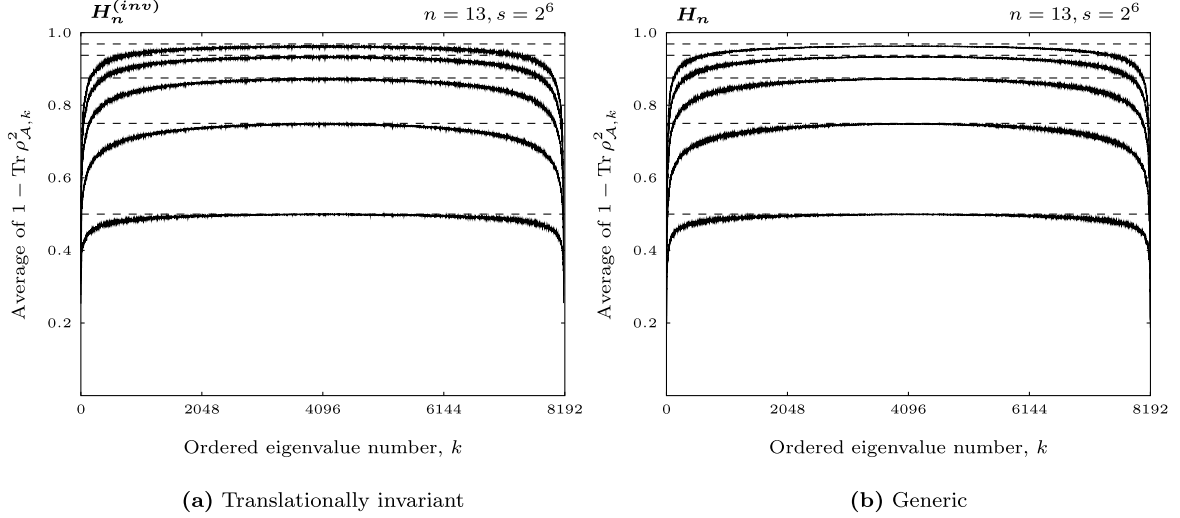 H_n^{(inv)}
n = 13, s = 2^6
1.0
0.8
0.6
0.4
0.2
0
2048
4096
6144
8192
Average of 1 − Tr ρ²_{𝒜,k}
Ordered eigenvalue number, k
(a) Translationally invariant
H_n
n = 13, s = 2^6
1.0
0.8
0.6
0.4
0.2
0
2048
4096
6144
8192
Average of 1 − Tr ρ²_{𝒜,k}
Ordered eigenvalue number, k
(b) Generic